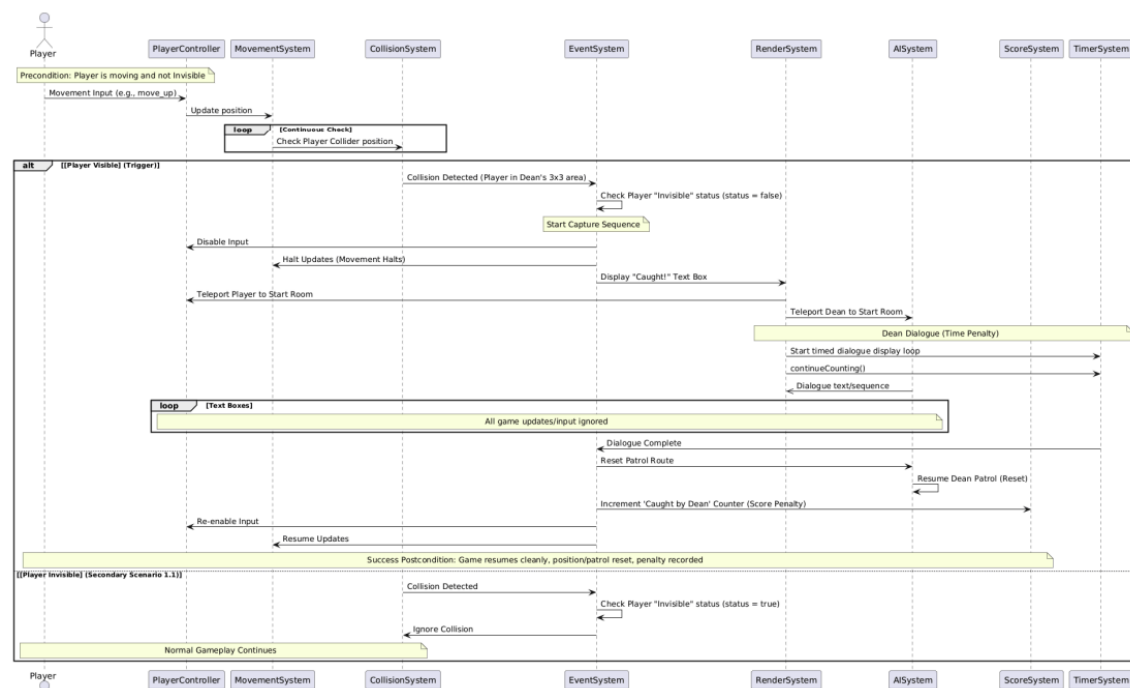 Player
PlayerController
MovementSystem
CollisionSystem
EventSystem
RenderSystem
AISystem
ScoreSystem
TimerSystem
Precondition: Player is moving and not Invisible
Movement Input (e.g., move_up)
Update position
loop [Continuous Check]
Check Player Collider position
alt [[Player Visible] (Trigger)]
Collision Detected (Player in Dean's 3x3 area)
Check Player "Invisible" status (status = false)
Start Capture Sequence
Disable Input
Halt Updates (Movement Halts)
Display "Caught!" Text Box
Teleport Player to Start Room
Teleport Dean to Start Room
Dean Dialogue (Time Penalty)
Start timed dialogue display loop
continueCounting()
Dialogue text/sequence
loop [Text Boxes]
All game updates/input ignored
Dialogue Complete
Reset Patrol Route
Resume Dean Patrol (Reset)
Increment 'Caught by Dean' Counter (Score Penalty)
Re-enable Input
Resume Updates
Success Postcondition: Game resumes cleanly, position/patrol reset, penalty recorded
[[Player Invisible] (Secondary Scenario 1.1)]
Collision Detected
Check Player "Invisible" status (status = true)
Ignore Collision
Normal Gameplay Continues
Player
PlayerController
MovementSystem
CollisionSystem
EventSystem
RenderSystem
AISystem
ScoreSystem
TimerSystem